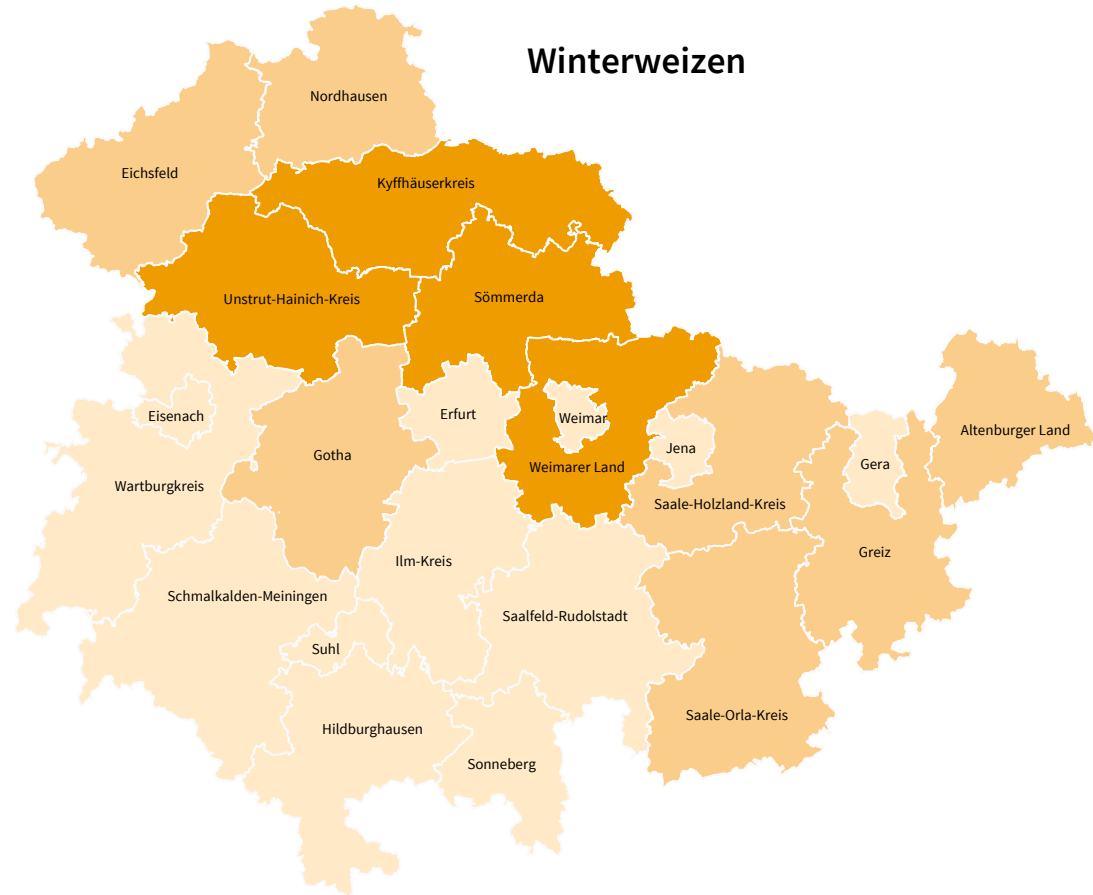 Winterweizen
Nordhausen
Eichsfeld
Kyffhäuserkreis
Unstrut-Hainich-Kreis
Sömmerda
Eisenach
Erfurt
Weimar
Altenburger Land
Jena
Gotha
Gera
Weimarer Land
Wartburgkreis
Saale-Holzland-Kreis
Greiz
Ilm-Kreis
Schmalkalden-Meiningen
Saalfeld-Rudolstadt
Suhl
Saale-Orla-Kreis
Hildburghausen
Sonneberg